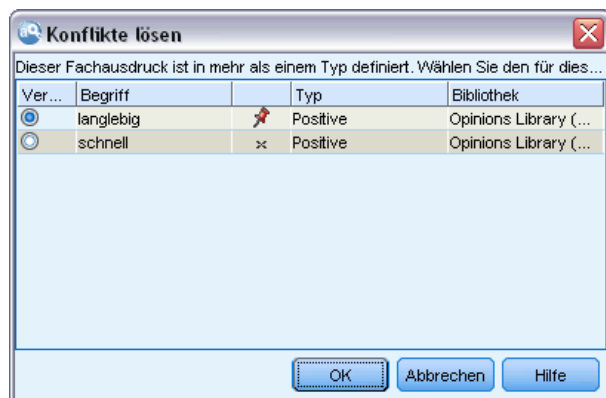 Konflikte lösen
Dieser Fachausdruck ist in mehr als einem Typ definiert. Wählen Sie den für dies...
Ver... Begriff Typ Bibliothek
langlebig Positive Opinions Library (...
schnell Positive Opinions Library (...
OK Abbrechen Hilfe